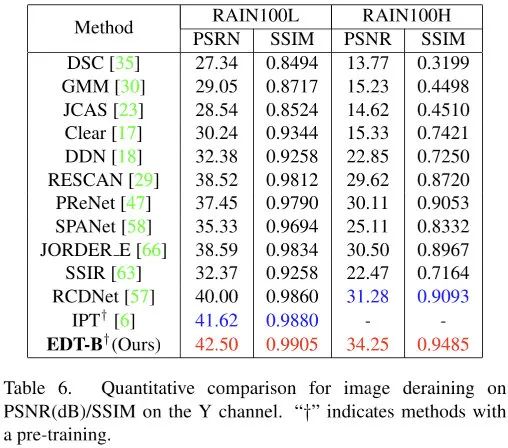 Method RAIN100L RAIN100H
PSRN SSIM PSNR SSIM
DSC [35] 27.34 0.8494 13.77 0.3199
GMM [30] 29.05 0.8717 15.23 0.4498
JCAS [23] 28.54 0.8524 14.62 0.4510
Clear [17] 30.24 0.9344 15.33 0.7421
DDN [18] 32.38 0.9258 22.85 0.7250
RESCAN [29] 38.52 0.9812 29.62 0.8720
PReNet [47] 37.45 0.9790 30.11 0.9053
SPANet [58] 35.33 0.9694 25.11 0.8332
JORDER_E [66] 38.59 0.9834 30.50 0.8967
SSIR [63] 32.37 0.9258 22.47 0.7164
RCDNet [57] 40.00 0.9860 31.28 0.9093
IPT† [6] 41.62 0.9880 - -
EDT-B†(Ours) 42.50 0.9905 34.25 0.9485
Table 6. Quantitative comparison for image deraining on
PSNR(dB)/SSIM on the Y channel. “†” indicates methods with
a pre-training.